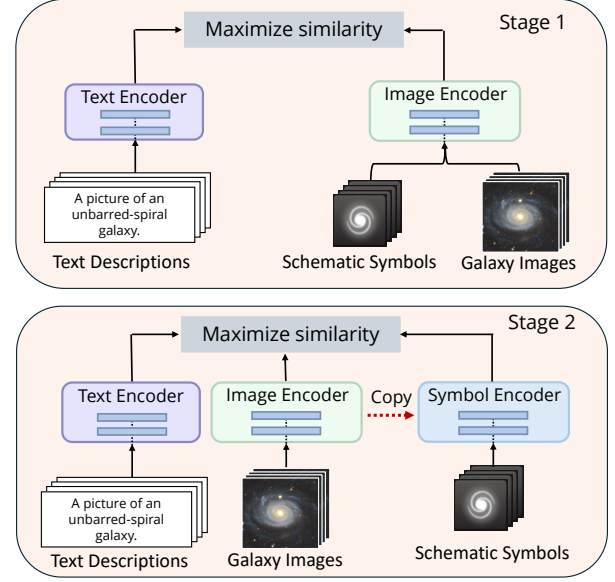 Stage 1
Maximize similarity
Text Encoder
Image Encoder
A picture of an
unbarred-spiral
galaxy.
Text Descriptions
Schematic Symbols
Galaxy Images
Stage 2
Maximize similarity
Text Encoder
Image Encoder
Copy
Symbol Encoder
A picture of an
unbarred-spiral
galaxy.
Text Descriptions
Galaxy Images
Schematic Symbols